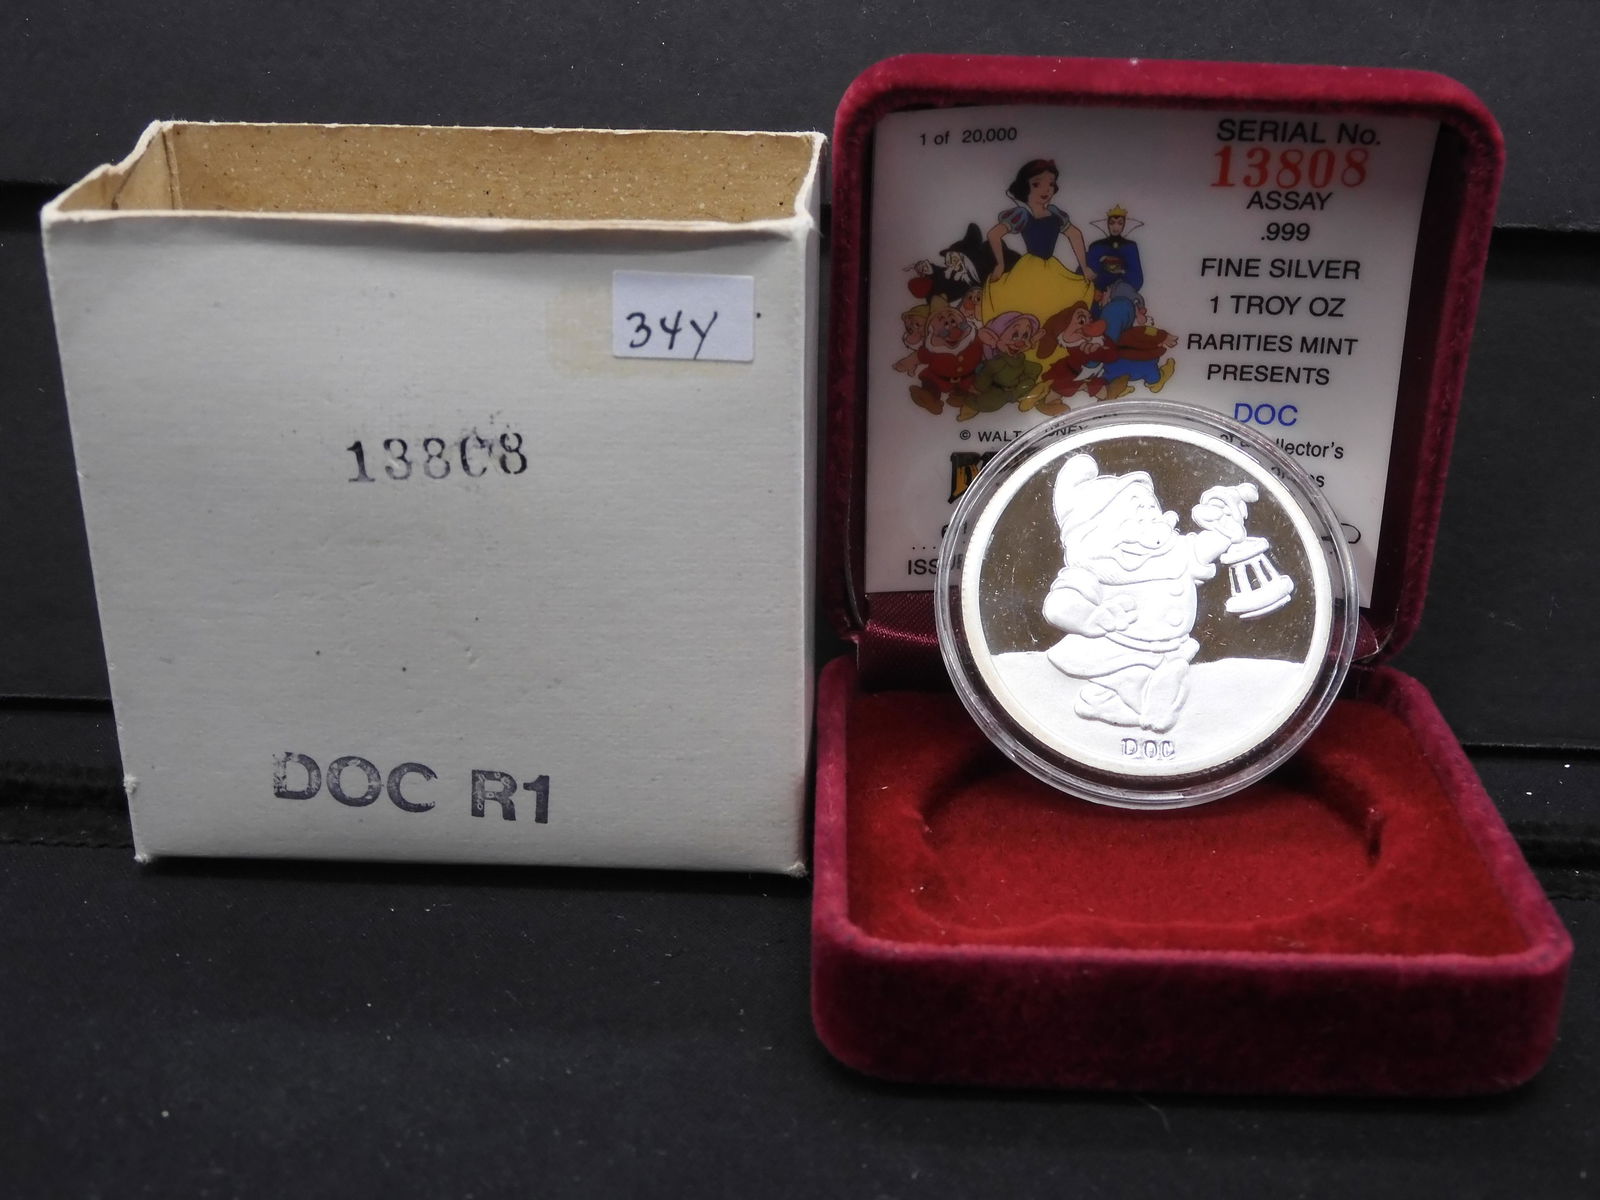 34Y
13808
DOC R1
1 of 20,000
SERIAL No.
13808
ASSAY
.999
FINE SILVER
1 TROY OZ
RARITIES MINT
PRESENTS
DOC
© WALT
DOC